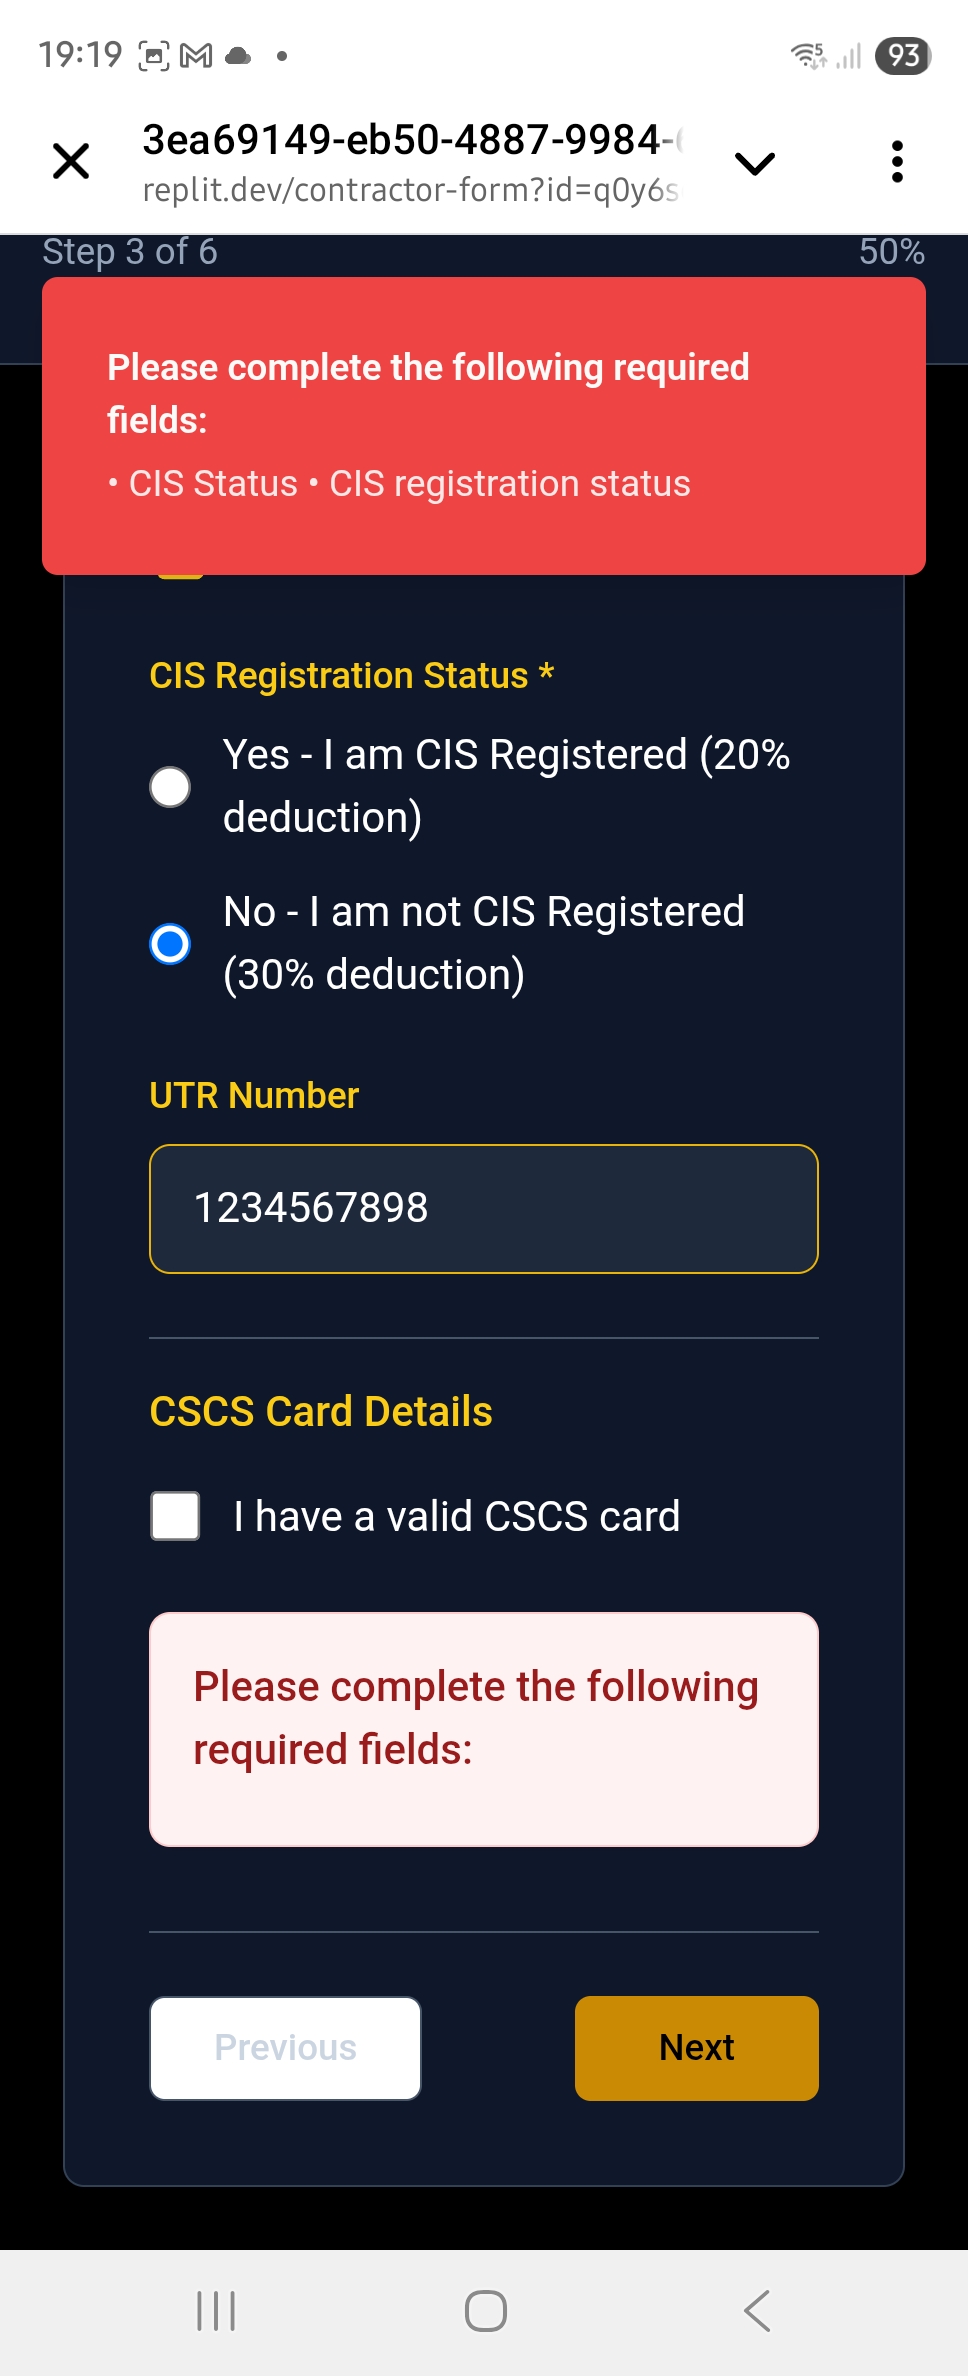 19:19
93
3ea69149-eb50-4887-9984-
replit.dev/contractor-form?id=q0y6s
Step 3 of 6
50%
Please complete the following required
fields:
• CIS Status • CIS registration status
CIS Registration Status *
Yes - I am CIS Registered (20%
deduction)
No - I am not CIS Registered
(30% deduction)
UTR Number
1234567898
CSCS Card Details
I have a valid CSCS card
Please complete the following
required fields:
Previous
Next